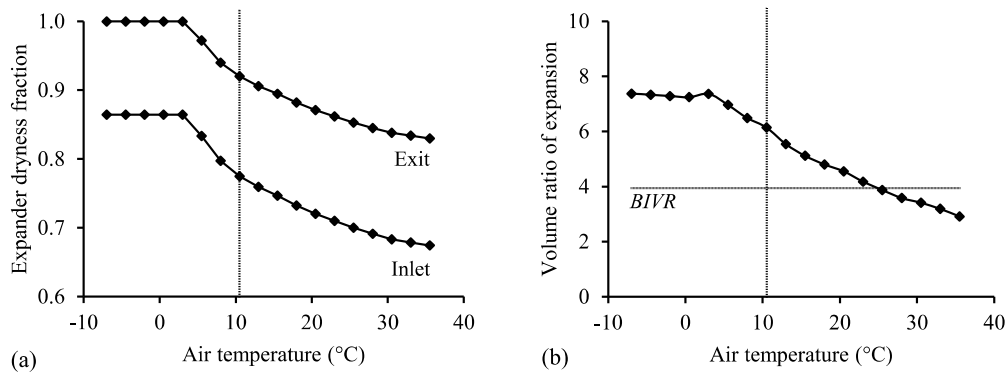 1.0
0.9
0.8
0.7
0.6
Expander dryness fraction
Exit
Inlet
-10 0 10 20 30 40
Air temperature (°C)
(a)
10
8
6
4
2
0
Volume ratio of expansion
BIVR
-10 0 10 20 30 40
Air temperature (°C)
(b)